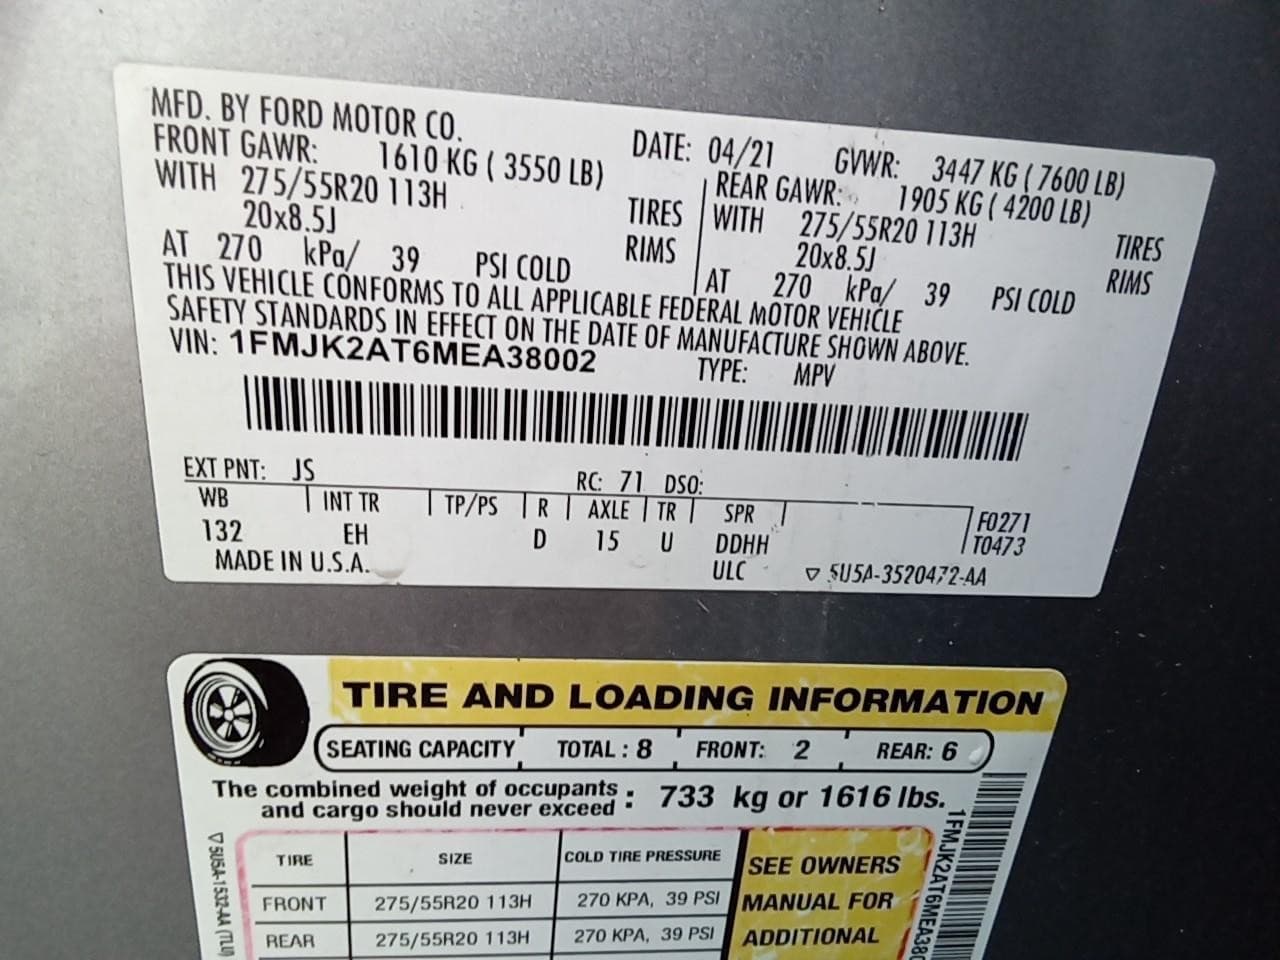 MFD. BY FORD MOTOR CO.
DATE: 04/21 GVWR: 3447 KG ( 7600 LB)
FRONT GAWR: 1610 KG ( 3550 LB)
WITH 275/55R20 113H TIRES
20x8.5J RIMS
AT 270 kPa/ 39 PSI COLD
REAR GAWR: 1905 KG ( 4200 LB)
WITH 275/55R20 113H TIRES
20x8.5J RIMS
AT 270 kPa/ 39 PSI COLD
THIS VEHICLE CONFORMS TO ALL APPLICABLE FEDERAL MOTOR VEHICLE
SAFETY STANDARDS IN EFFECT ON THE DATE OF MANUFACTURE SHOWN ABOVE.
VIN: 1FMJK2AT6MEA38002
TYPE: MPV
EXT PNT: JS RC: 71 DSO:
WB INT TR TP/PS R AXLE TR SPR F0271
132 EH D 15 U DDHH T0473
MADE IN U.S.A. ULC ▽ 5U5A-3520472-AA
TIRE AND LOADING INFORMATION
SEATING CAPACITY TOTAL : 8 FRONT: 2 REAR: 6
The combined weight of occupants
and cargo should never exceed : 733 kg or 1616 lbs.
TIRE SIZE COLD TIRE PRESSURE
FRONT 275/55R20 113H 270 KPA, 39 PSI
REAR 275/55R20 113H 270 KPA, 39 PSI
SEE OWNERS
MANUAL FOR
ADDITIONAL
▽ 5U5A-1532-AA (TLU)
1FMJK2AT6MEA380